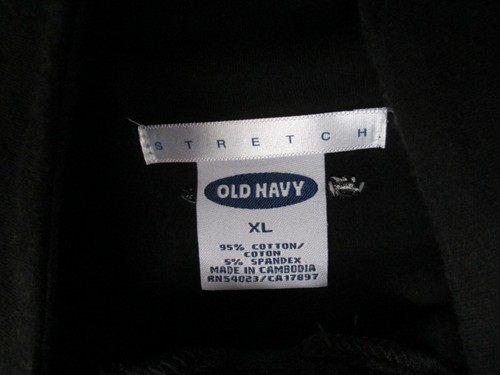 STRETCH
OLD NAVY
XL
95% COTTON/
COTON
5% SPANDEX
MADE IN CAMBODIA
RN54023/CA17897